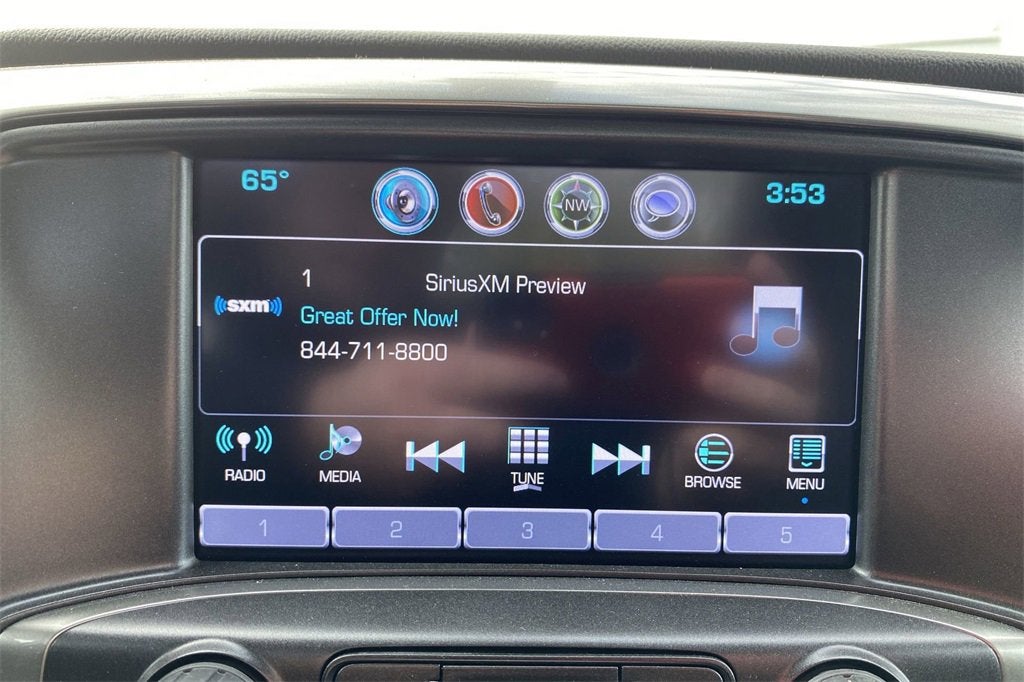 65°
NW
3:53
1 SiriusXM Preview
((sxm))
Great Offer Now!
844-711-8800
RADIO
MEDIA
TUNE
BROWSE
MENU
1 2 3 4 5